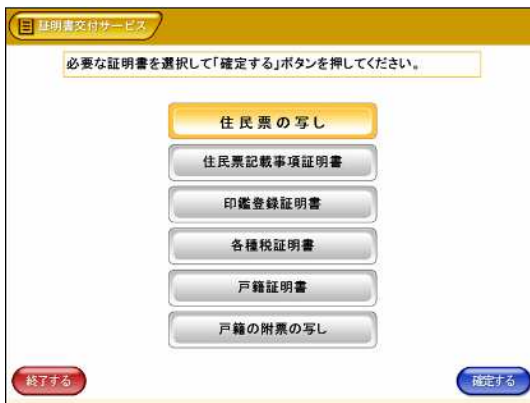 証明書交付サービス
必要な証明書を選択して「確定する」ボタンを押してください。
住民票の写し
住民票記載事項証明書
印鑑登録証明書
各種税証明書
戸籍証明書
戸籍の附票の写し
終了する
確定する